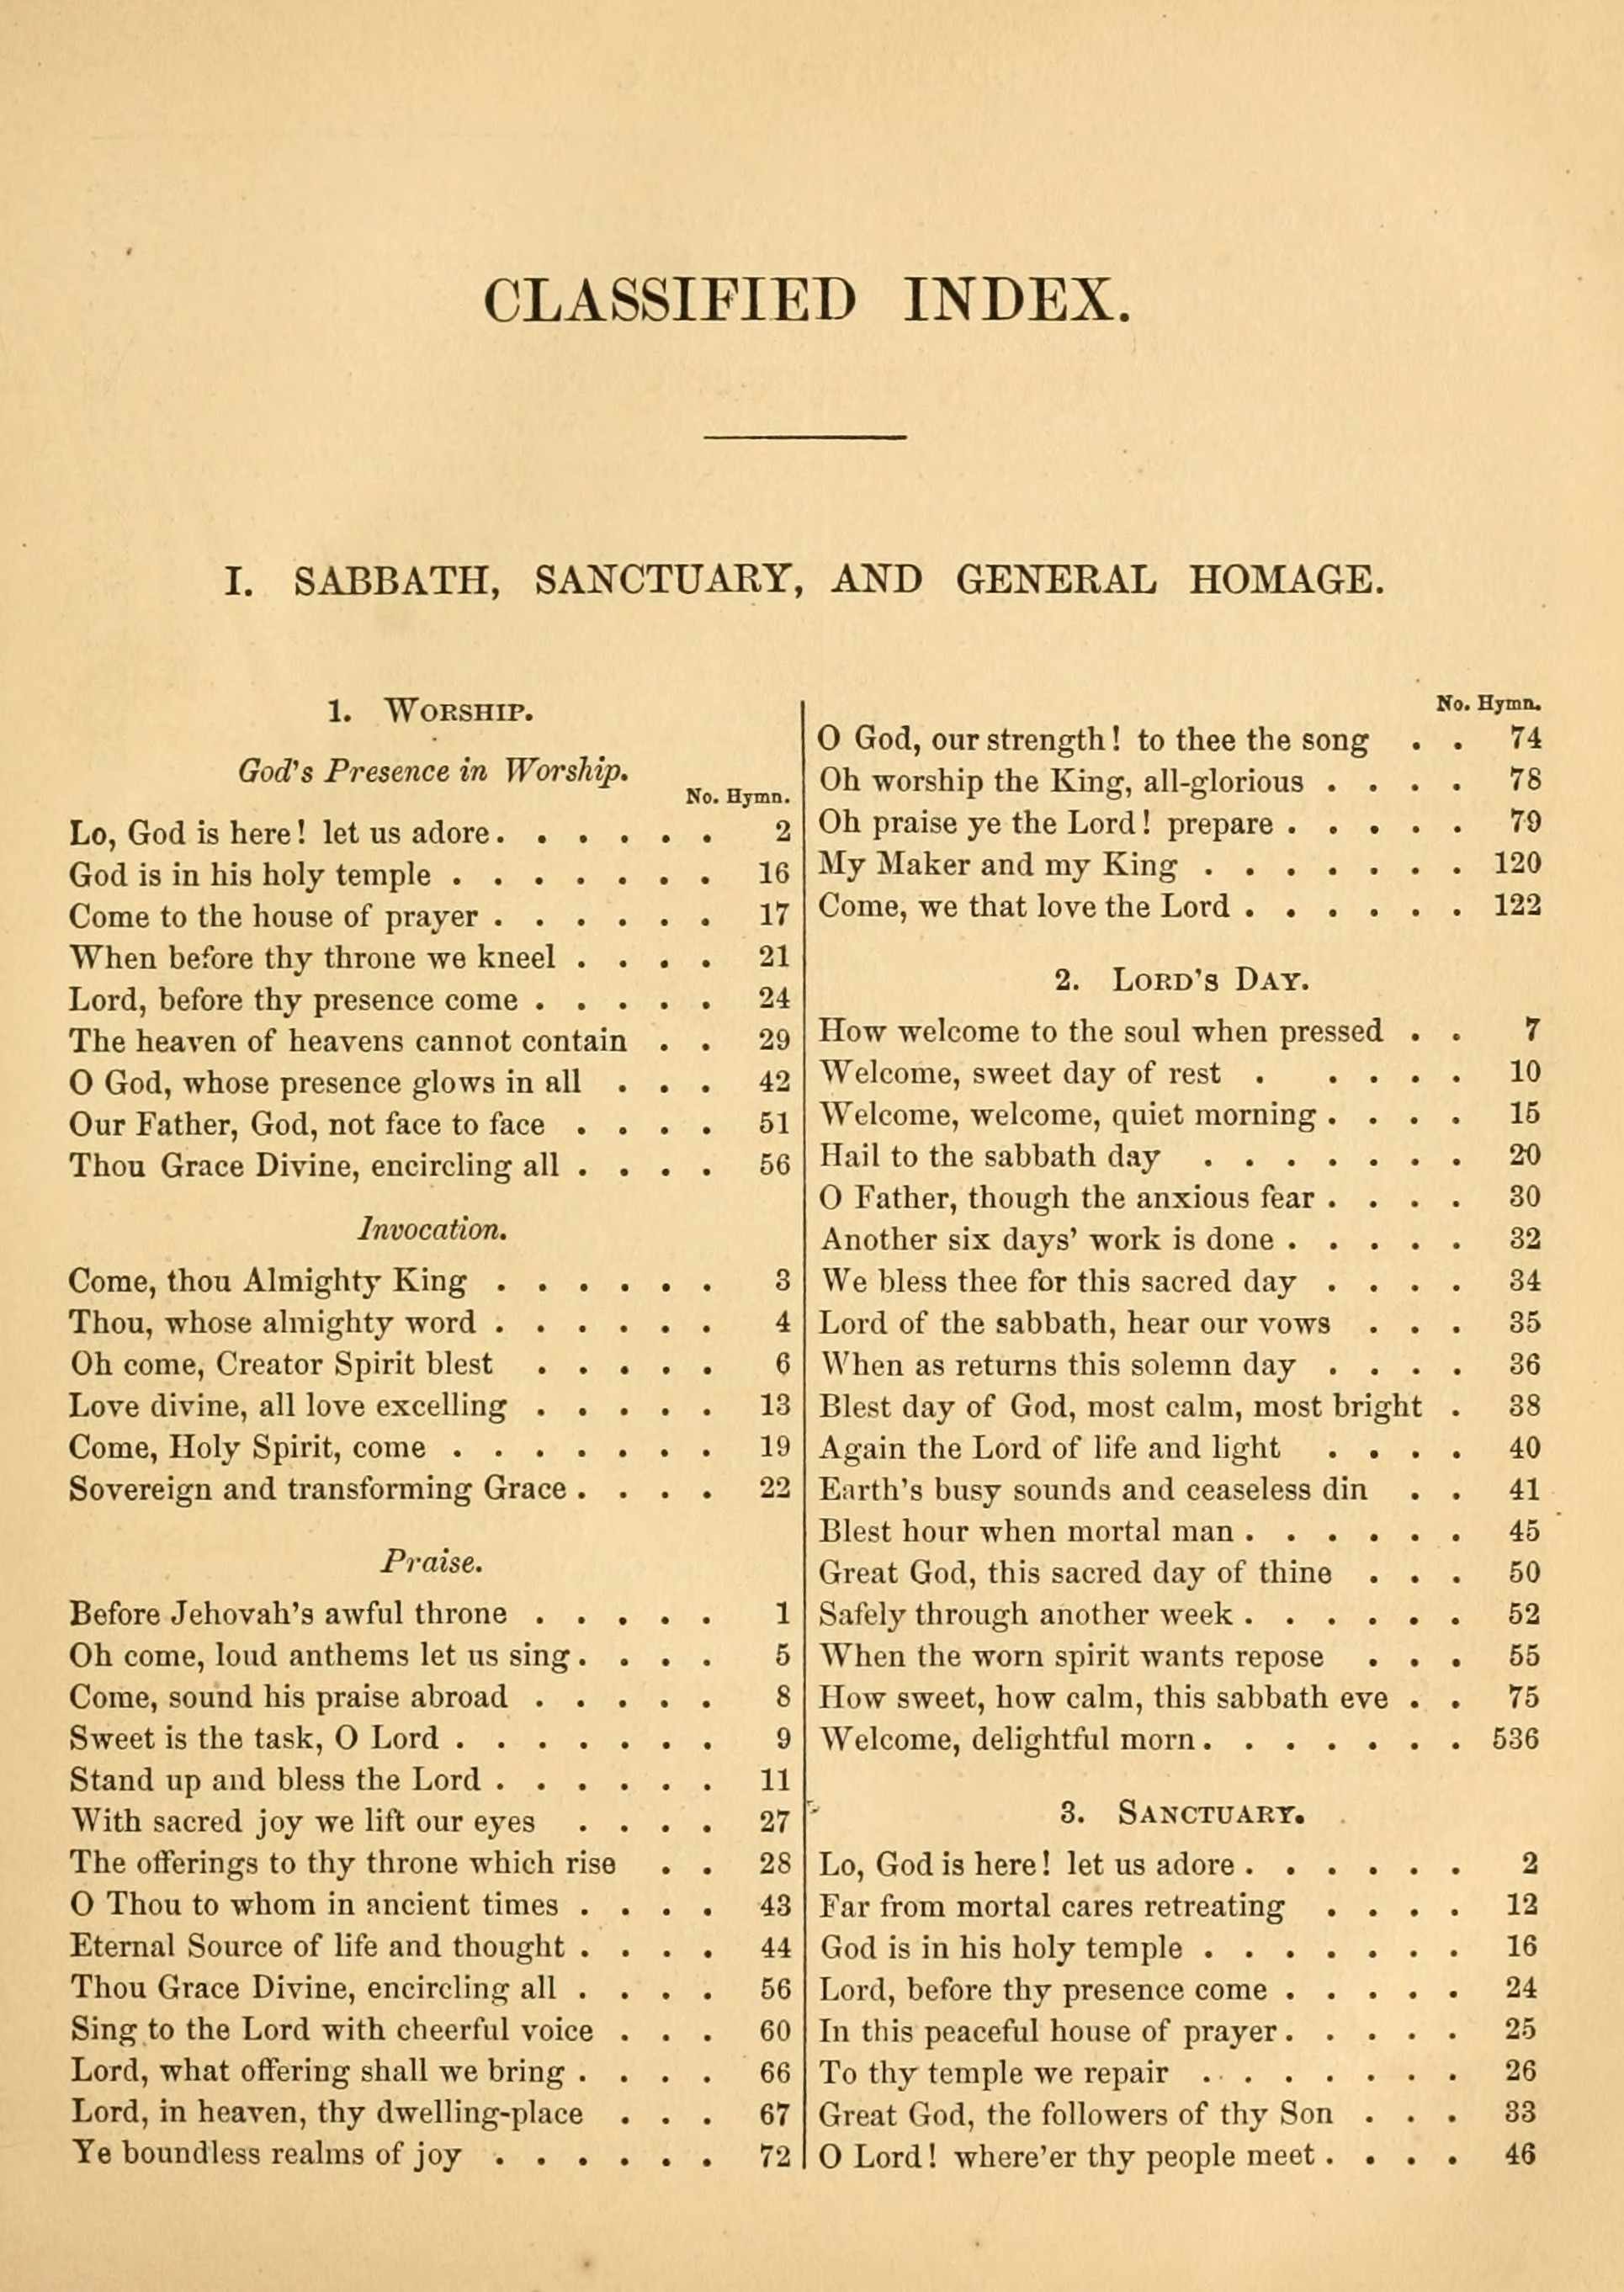 CLASSIFIED INDEX.
I. SABBATH, SANCTUARY, AND GENERAL HOMAGE.
1. WORSHIP.
God's Presence in Worship.
No. Hymn.
Lo, God is here! let us adore . . . . . . 2
God is in his holy temple . . . . . . . 16
Come to the house of prayer . . . . . . 17
When before thy throne we kneel . . . . 21
Lord, before thy presence come . . . . . 24
The heaven of heavens cannot contain . . 29
O God, whose presence glows in all . . . 42
Our Father, God, not face to face . . . . 51
Thou Grace Divine, encircling all . . . . 56
Invocation.
Come, thou Almighty King . . . . . . 3
Thou, whose almighty word . . . . . . 4
Oh come, Creator Spirit blest . . . . . 6
Love divine, all love excelling . . . . . 13
Come, Holy Spirit, come . . . . . . . 19
Sovereign and transforming Grace . . . . 22
Praise.
Before Jehovah's awful throne . . . . . 1
Oh come, loud anthems let us sing . . . . 5
Come, sound his praise abroad . . . . . 8
Sweet is the task, O Lord . . . . . . . 9
Stand up and bless the Lord . . . . . . 11
With sacred joy we lift our eyes . . . . 27
The offerings to thy throne which rise . . 28
O Thou to whom in ancient times . . . . 43
Eternal Source of life and thought . . . . 44
Thou Grace Divine, encircling all . . . . 56
Sing to the Lord with cheerful voice . . . 60
Lord, what offering shall we bring . . . . 66
Lord, in heaven, thy dwelling-place . . . 67
Ye boundless realms of joy . . . . . . 72
No. Hymn.
O God, our strength! to thee the song . . 74
Oh worship the King, all-glorious . . . . 78
Oh praise ye the Lord! prepare . . . . . 79
My Maker and my King . . . . . . . 120
Come, we that love the Lord . . . . . . 122
2. LORD'S DAY.
How welcome to the soul when pressed . . 7
Welcome, sweet day of rest . . . . . 10
Welcome, welcome, quiet morning . . . . 15
Hail to the sabbath day . . . . . . . 20
O Father, though the anxious fear . . . . 30
Another six days' work is done . . . . . 32
We bless thee for this sacred day . . . . 34
Lord of the sabbath, hear our vows . . . 35
When as returns this solemn day . . . . 36
Blest day of God, most calm, most bright . 38
Again the Lord of life and light . . . . 40
Earth's busy sounds and ceaseless din . . 41
Blest hour when mortal man . . . . . . 45
Great God, this sacred day of thine . . . 50
Safely through another week . . . . . . 52
When the worn spirit wants repose . . . 55
How sweet, how calm, this sabbath eve . . 75
Welcome, delightful morn . . . . . . . 536
3. SANCTUARY.
Lo, God is here! let us adore . . . . . . 2
Far from mortal cares retreating . . . . 12
God is in his holy temple . . . . . . . 16
Lord, before thy presence come . . . . . 24
In this peaceful house of prayer . . . . . 25
To thy temple we repair . . . . . . . 26
Great God, the followers of thy Son . . . 33
O Lord! where'er thy people meet . . . . 46